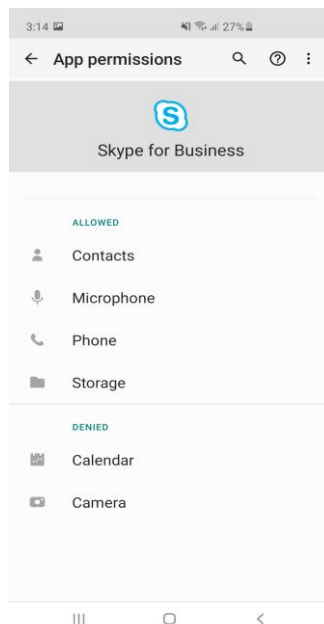 3:14 27%
App permissions
S
Skype for Business
ALLOWED
Contacts
Microphone
Phone
Storage
DENIED
Calendar
Camera